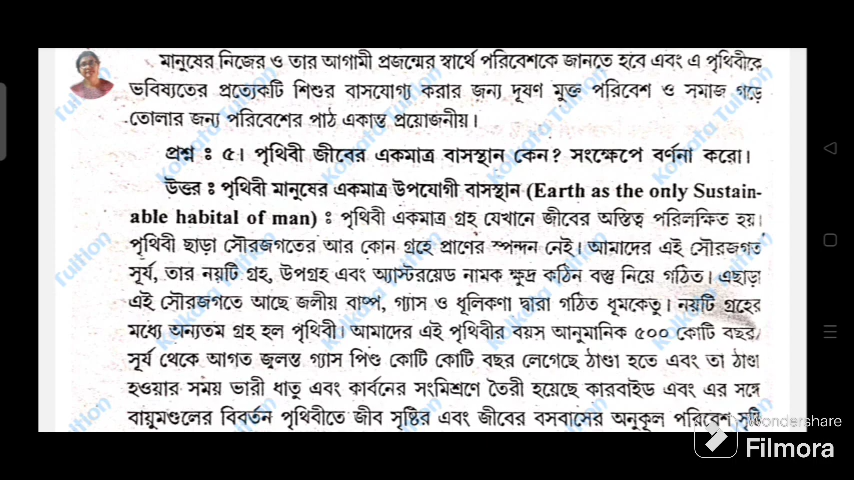 মানুষের নিজের ও তার আগামী প্রজন্মের স্বার্থে পরিবেশকে জানতে হবে এবং এ পৃথিবীকে
ভবিষ্যতের প্রত্যেকটি শিশুর বাসযোগ্য করার জন্য দূষণ মুক্ত পরিবেশ ও সমাজ গড়ে
তোলার জন্য পরিবেশের পাঠ একান্ত প্রয়োজনীয়।
প্রশ্ন ঃ ৫। পৃথিবী জীবের একমাত্র বাসস্থান কেন? সংক্ষেপে বর্ণনা করো।
উত্তর ঃ পৃথিবী মানুষের একমাত্র উপযোগী বাসস্থান (Earth as the only Sustain-
able habital of man) ঃ পৃথিবী একমাত্র গ্রহ যেখানে জীবের অস্তিত্ব পরিলক্ষিত হয়।
পৃথিবী ছাড়া সৌরজগতের আর কোন গ্রহে প্রাণের স্পন্দন নেই। আমাদের এই সৌরজগত
সূর্য, তার নয়টি গ্রহ, উপগ্রহ এবং অ্যাস্টরয়েড নামক ক্ষুদ্র কঠিন বস্তু নিয়ে গঠিত। এছাড়া
এই সৌরজগতে আছে জলীয় বাষ্প, গ্যাস ও ধূলিকণা দ্বারা গঠিত ধূমকেতু। নয়টি গ্রহের
মধ্যে অন্যতম গ্রহ হল পৃথিবী। আমাদের এই পৃথিবীর বয়স আনুমানিক ৫০০ কোটি বছর।
সূর্য থেকে আগত জ্বলন্ত গ্যাস পিণ্ড কোটি কোটি বছর লেগেছে ঠাণ্ডা হতে এবং তা ঠাণ্ডা
হওয়ার সময় ভারী ধাতু এবং কার্বনের সংমিশ্রণে তৈরী হয়েছে কারবাইড এবং এর সঙ্গে
বায়ুমণ্ডলের বিবর্তন পৃথিবীতে জীব সৃষ্টির এবং জীবের বসবাসের অনুকূল পরিবেশ সৃষ্টি
Kolkata Tuition
wondershare
Filmora